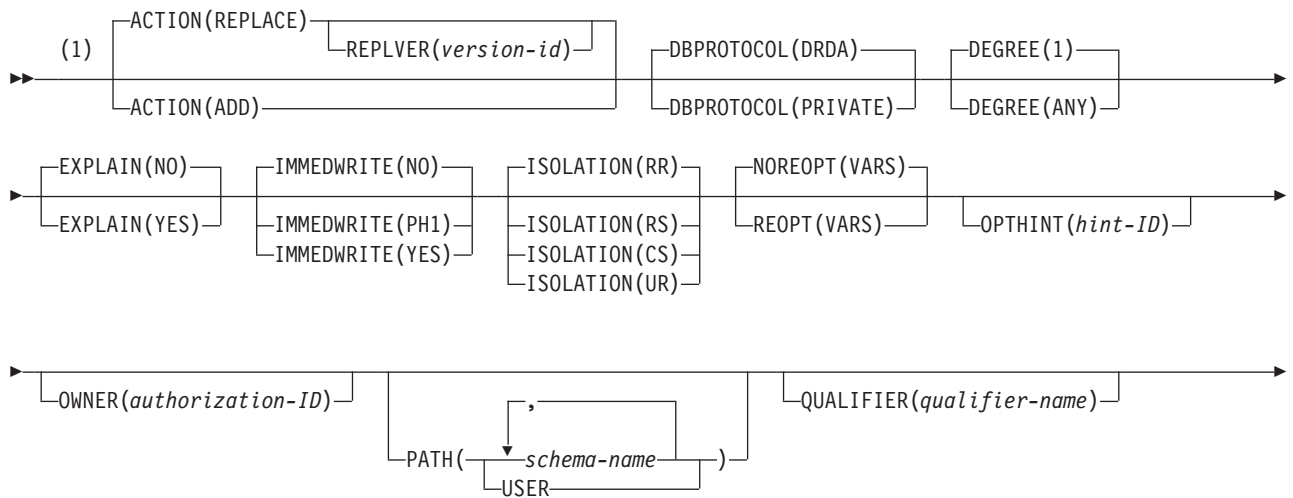 ACTION(REPLACE)
(1) REPLVER(version-id) DBPROTOCOL(DRDA) DEGREE(1)
ACTION(ADD) DBPROTOCOL(PRIVATE) DEGREE(ANY)
EXPLAIN(NO) IMMEDWRITE(NO) ISOLATION(RR) NOREOPT(VARS)
EXPLAIN(YES) IMMEDWRITE(PH1) ISOLATION(RS) REOPT(VARS) OPTHINT(hint-ID)
IMMEDWRITE(YES) ISOLATION(CS)
ISOLATION(UR)
OWNER(authorization-ID) , QUALIFIER(qualifier-name)
PATH( schema-name )
USER